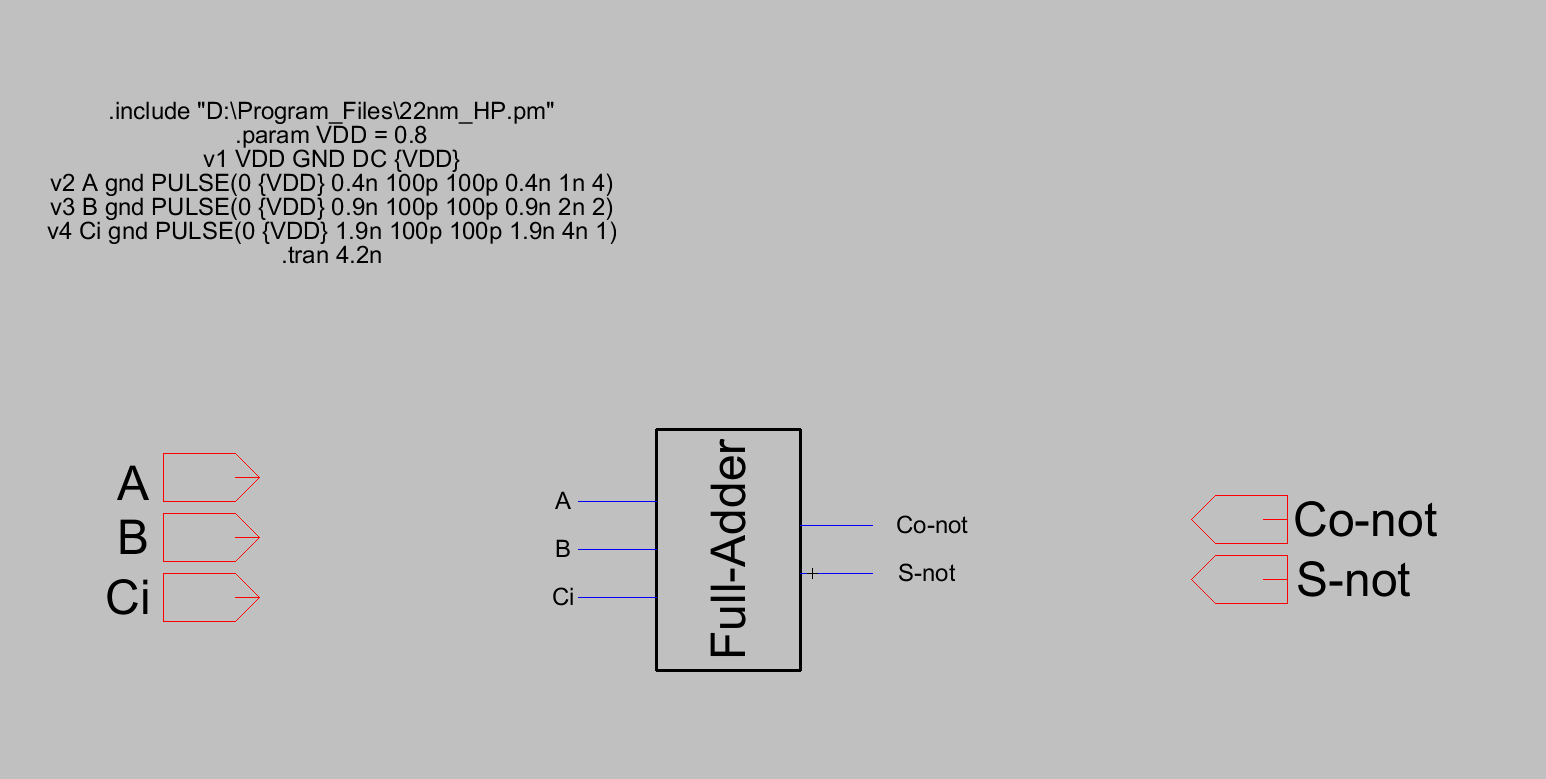 .include "D:\Program_Files\22nm_HP.pm"
.param VDD = 0.8
v1 VDD GND DC {VDD}
v2 A gnd PULSE(0 {VDD} 0.4n 100p 100p 0.4n 1n 4)
v3 B gnd PULSE(0 {VDD} 0.9n 100p 100p 0.9n 2n 2)
v4 Ci gnd PULSE(0 {VDD} 1.9n 100p 100p 1.9n 4n 1)
.tran 4.2n
A
B
Ci
A
B
Ci
Full-Adder
Co-not
S-not
Co-not
S-not